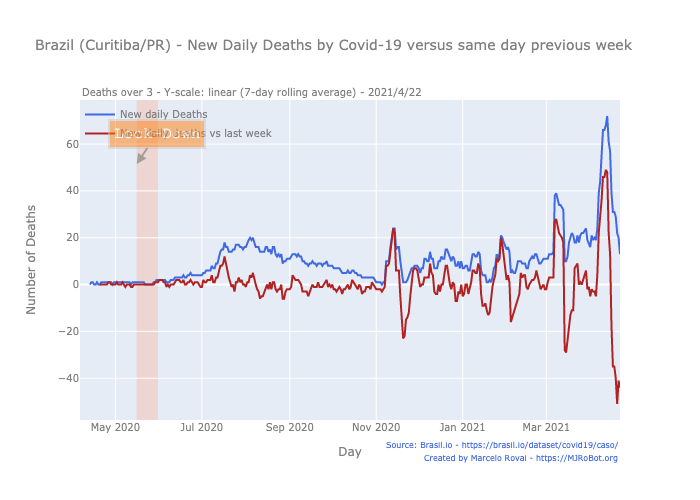 Brazil (Curitiba/PR) - New Daily Deaths by Covid-19 versus same day previous week
Deaths over 3 - Y-scale: linear (7-day rolling average) - 2021/4/22
New daily Deaths
New daily deaths vs last week
Number of Deaths
60
40
20
0
−20
−40
May 2020
Jul 2020
Sep 2020
Nov 2020
Jan 2021
Mar 2021
Day
Source: Brasil.io - https://brasil.io/dataset/covid19/caso/
Created by Marcelo Rovai - https://MJRoBot.org